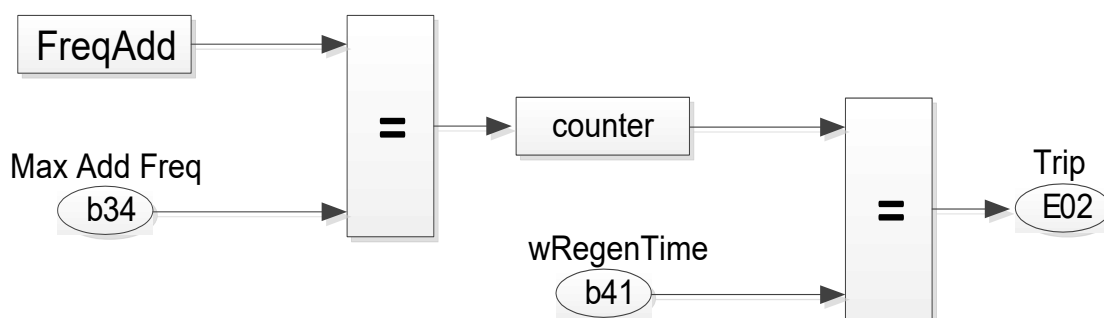 FreqAdd
=
counter
Max Add Freq
b34
Trip
E02
=
wRegenTime
b41